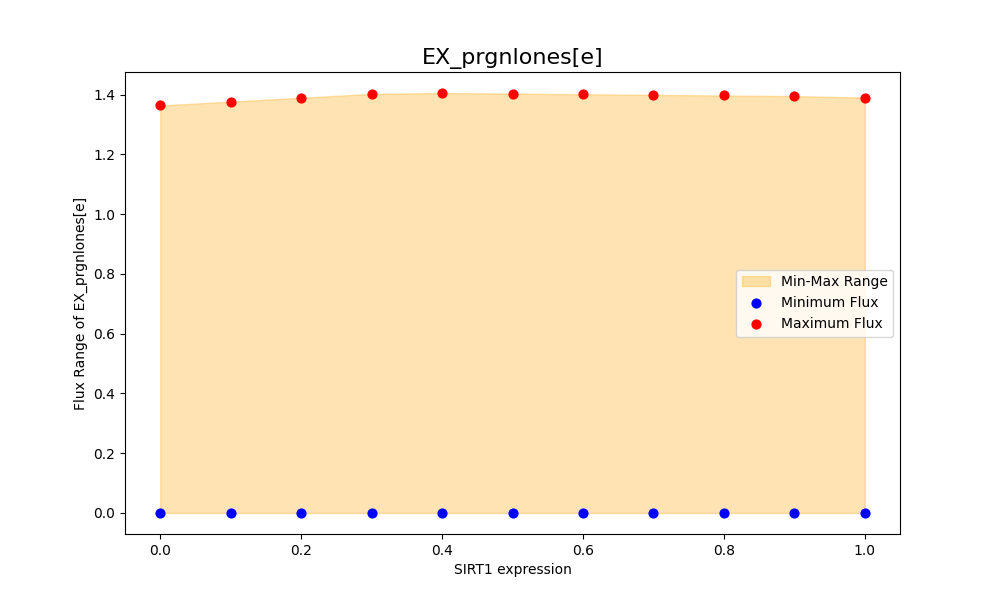 EX_prgnlones[e]
Flux Range of EX_prgnlones[e]
1.4
1.2
1.0
0.8
0.6
0.4
0.2
0.0
Min-Max Range
Minimum Flux
Maximum Flux
0.0 0.2 0.4 0.6 0.8 1.0
SIRT1 expression